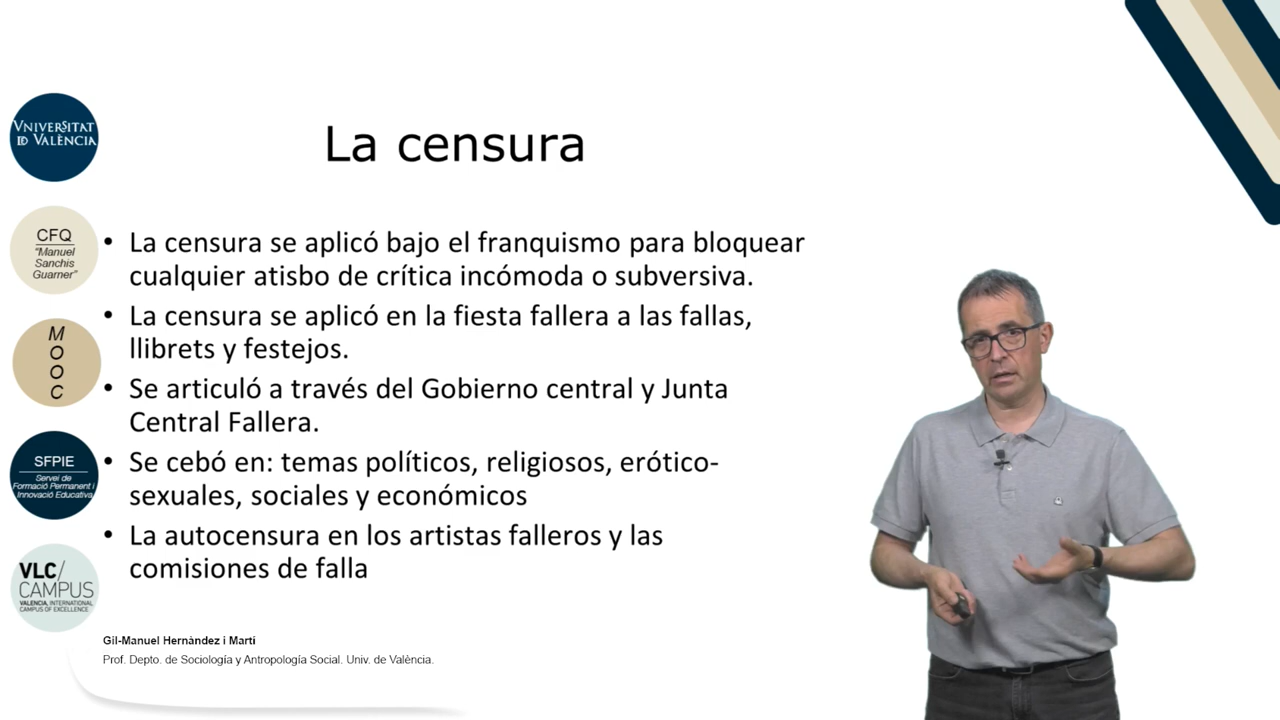 VNIVERSITAT
ID VALÈNCIA
CFQ
"Manuel
Sanchis
Guarner"
M
O
O
C
SFPIE
Servei de
Formació Permanent i
Innovació Educativa
VLC/
CAMPUS
VALENCIA, INTERNATIONAL
CAMPUS OF EXCELLENCE
La censura
• La censura se aplicó bajo el franquismo para bloquear
cualquier atisbo de crítica incómoda o subversiva.
• La censura se aplicó en la fiesta fallera a las fallas,
llibrets y festejos.
• Se articuló a través del Gobierno central y Junta
Central Fallera.
• Se cebó en: temas políticos, religiosos, erótico-
sexuales, sociales y económicos
• La autocensura en los artistas falleros y las
comisiones de falla
Gil-Manuel Hernàndez i Martí
Prof. Depto. de Sociología y Antropología Social. Univ. de València.